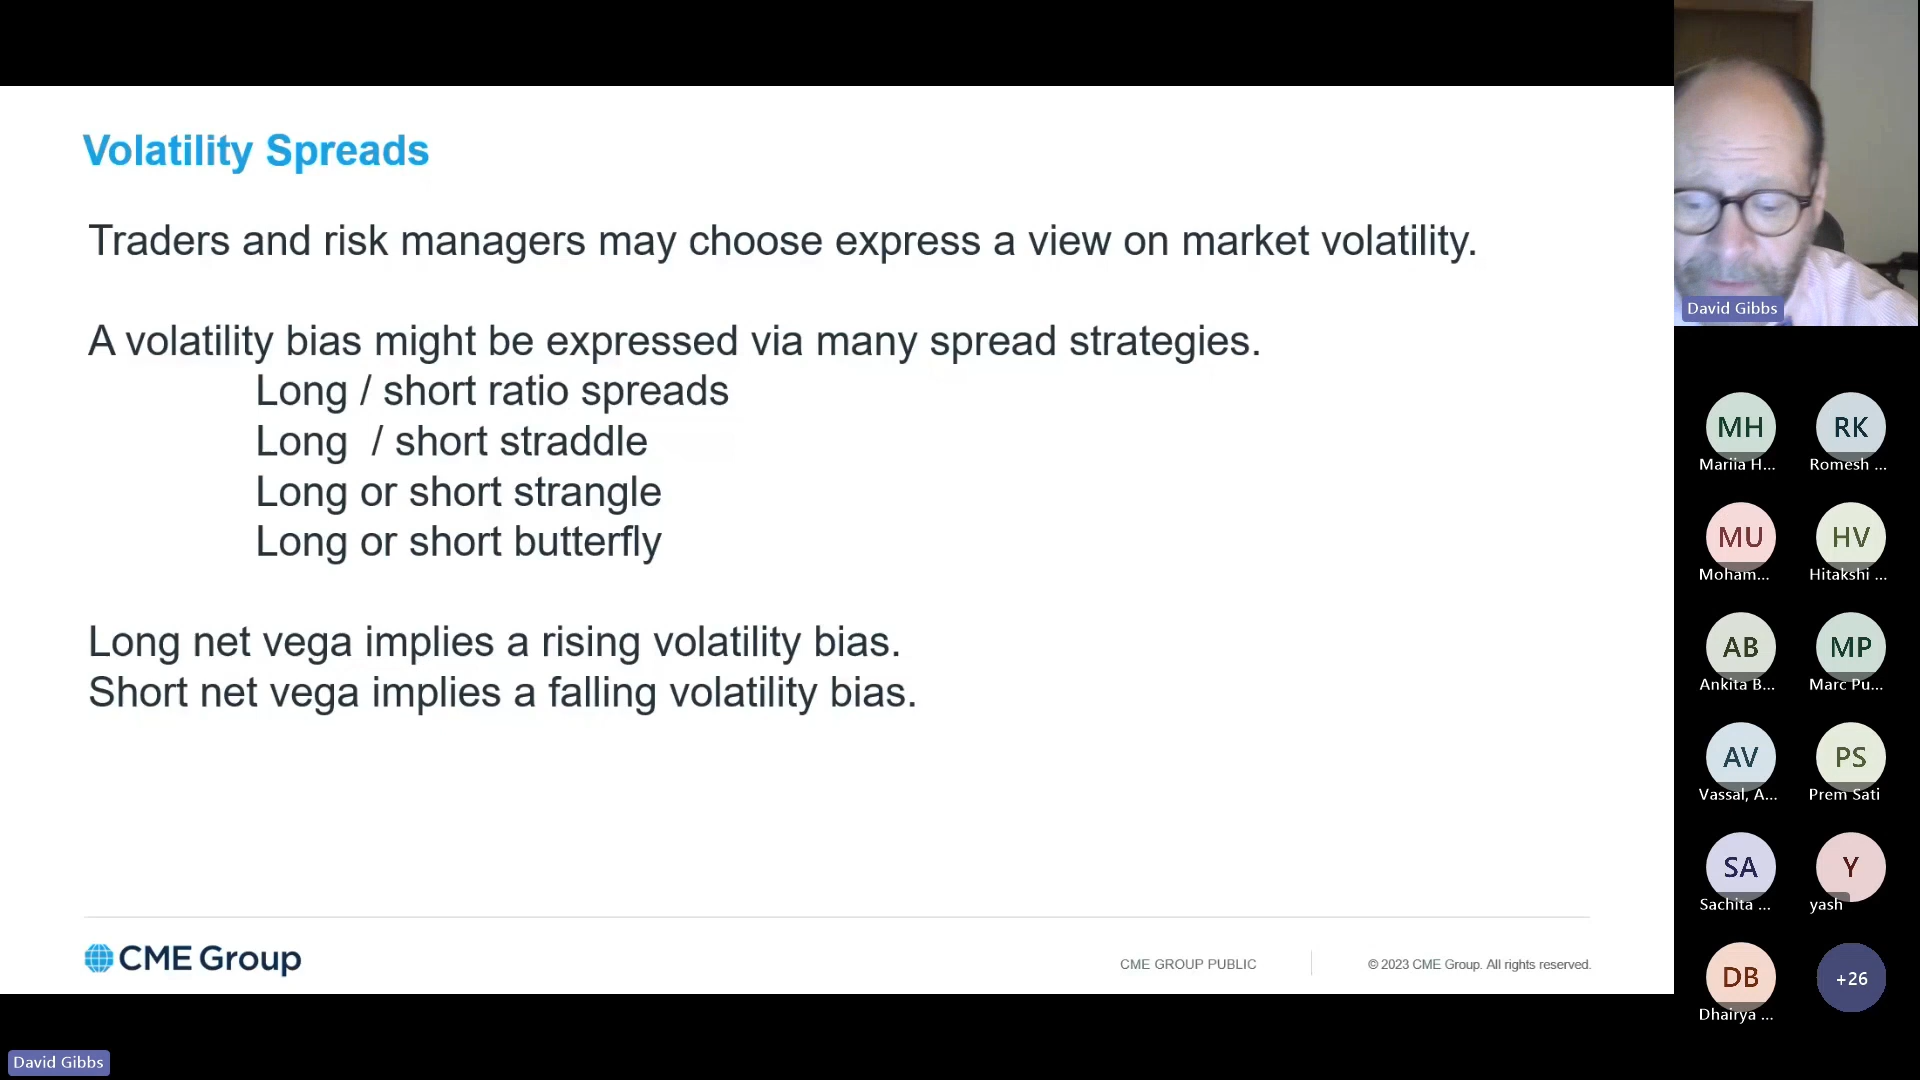 Volatility Spreads
Traders and risk managers may choose express a view on market volatility.
A volatility bias might be expressed via many spread strategies.
Long / short ratio spreads
Long  / short straddle
Long or short strangle
Long or short butterfly
Long net vega implies a rising volatility bias.
Short net vega implies a falling volatility bias.
CME Group
CME GROUP PUBLIC
© 2023 CME Group. All rights reserved.
David Gibbs
MH
RK
Mariia H...
Romesh ...
MU
HV
Moham...
Hitakshi ...
AB
MP
Ankita B...
Marc Pu...
AV
PS
Vassal, A...
Prem Sati
SA
Y
Sachita ...
yash
DB
+26
Dhairya ...
David Gibbs